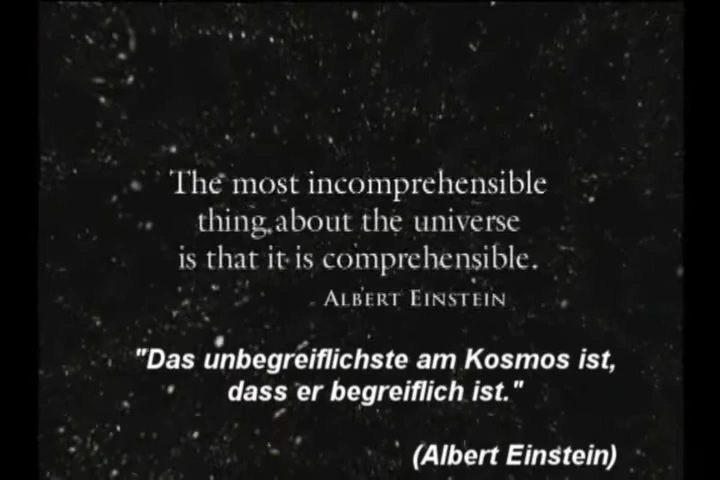 The most incomprehensible
thing about the universe
is that it is comprehensible.
ALBERT EINSTEIN
"Das unbegreiflichste am Kosmos ist,
dass er begreiflich ist."
(Albert Einstein)